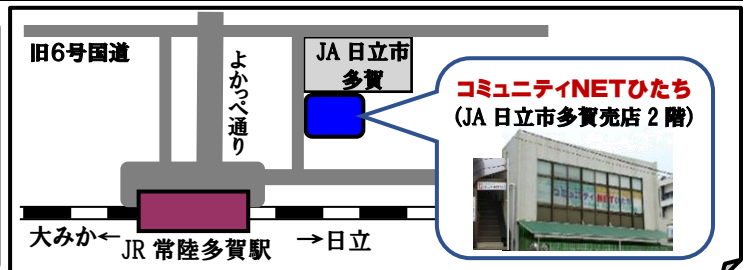 旧6号国道
よかっぺ通り
JA 日立市
多賀
コミュニティNETひたち
(JA 日立市多賀売店 2 階)
コミュニティNETひたち
大みか←
JR 常陸多賀駅
→日立